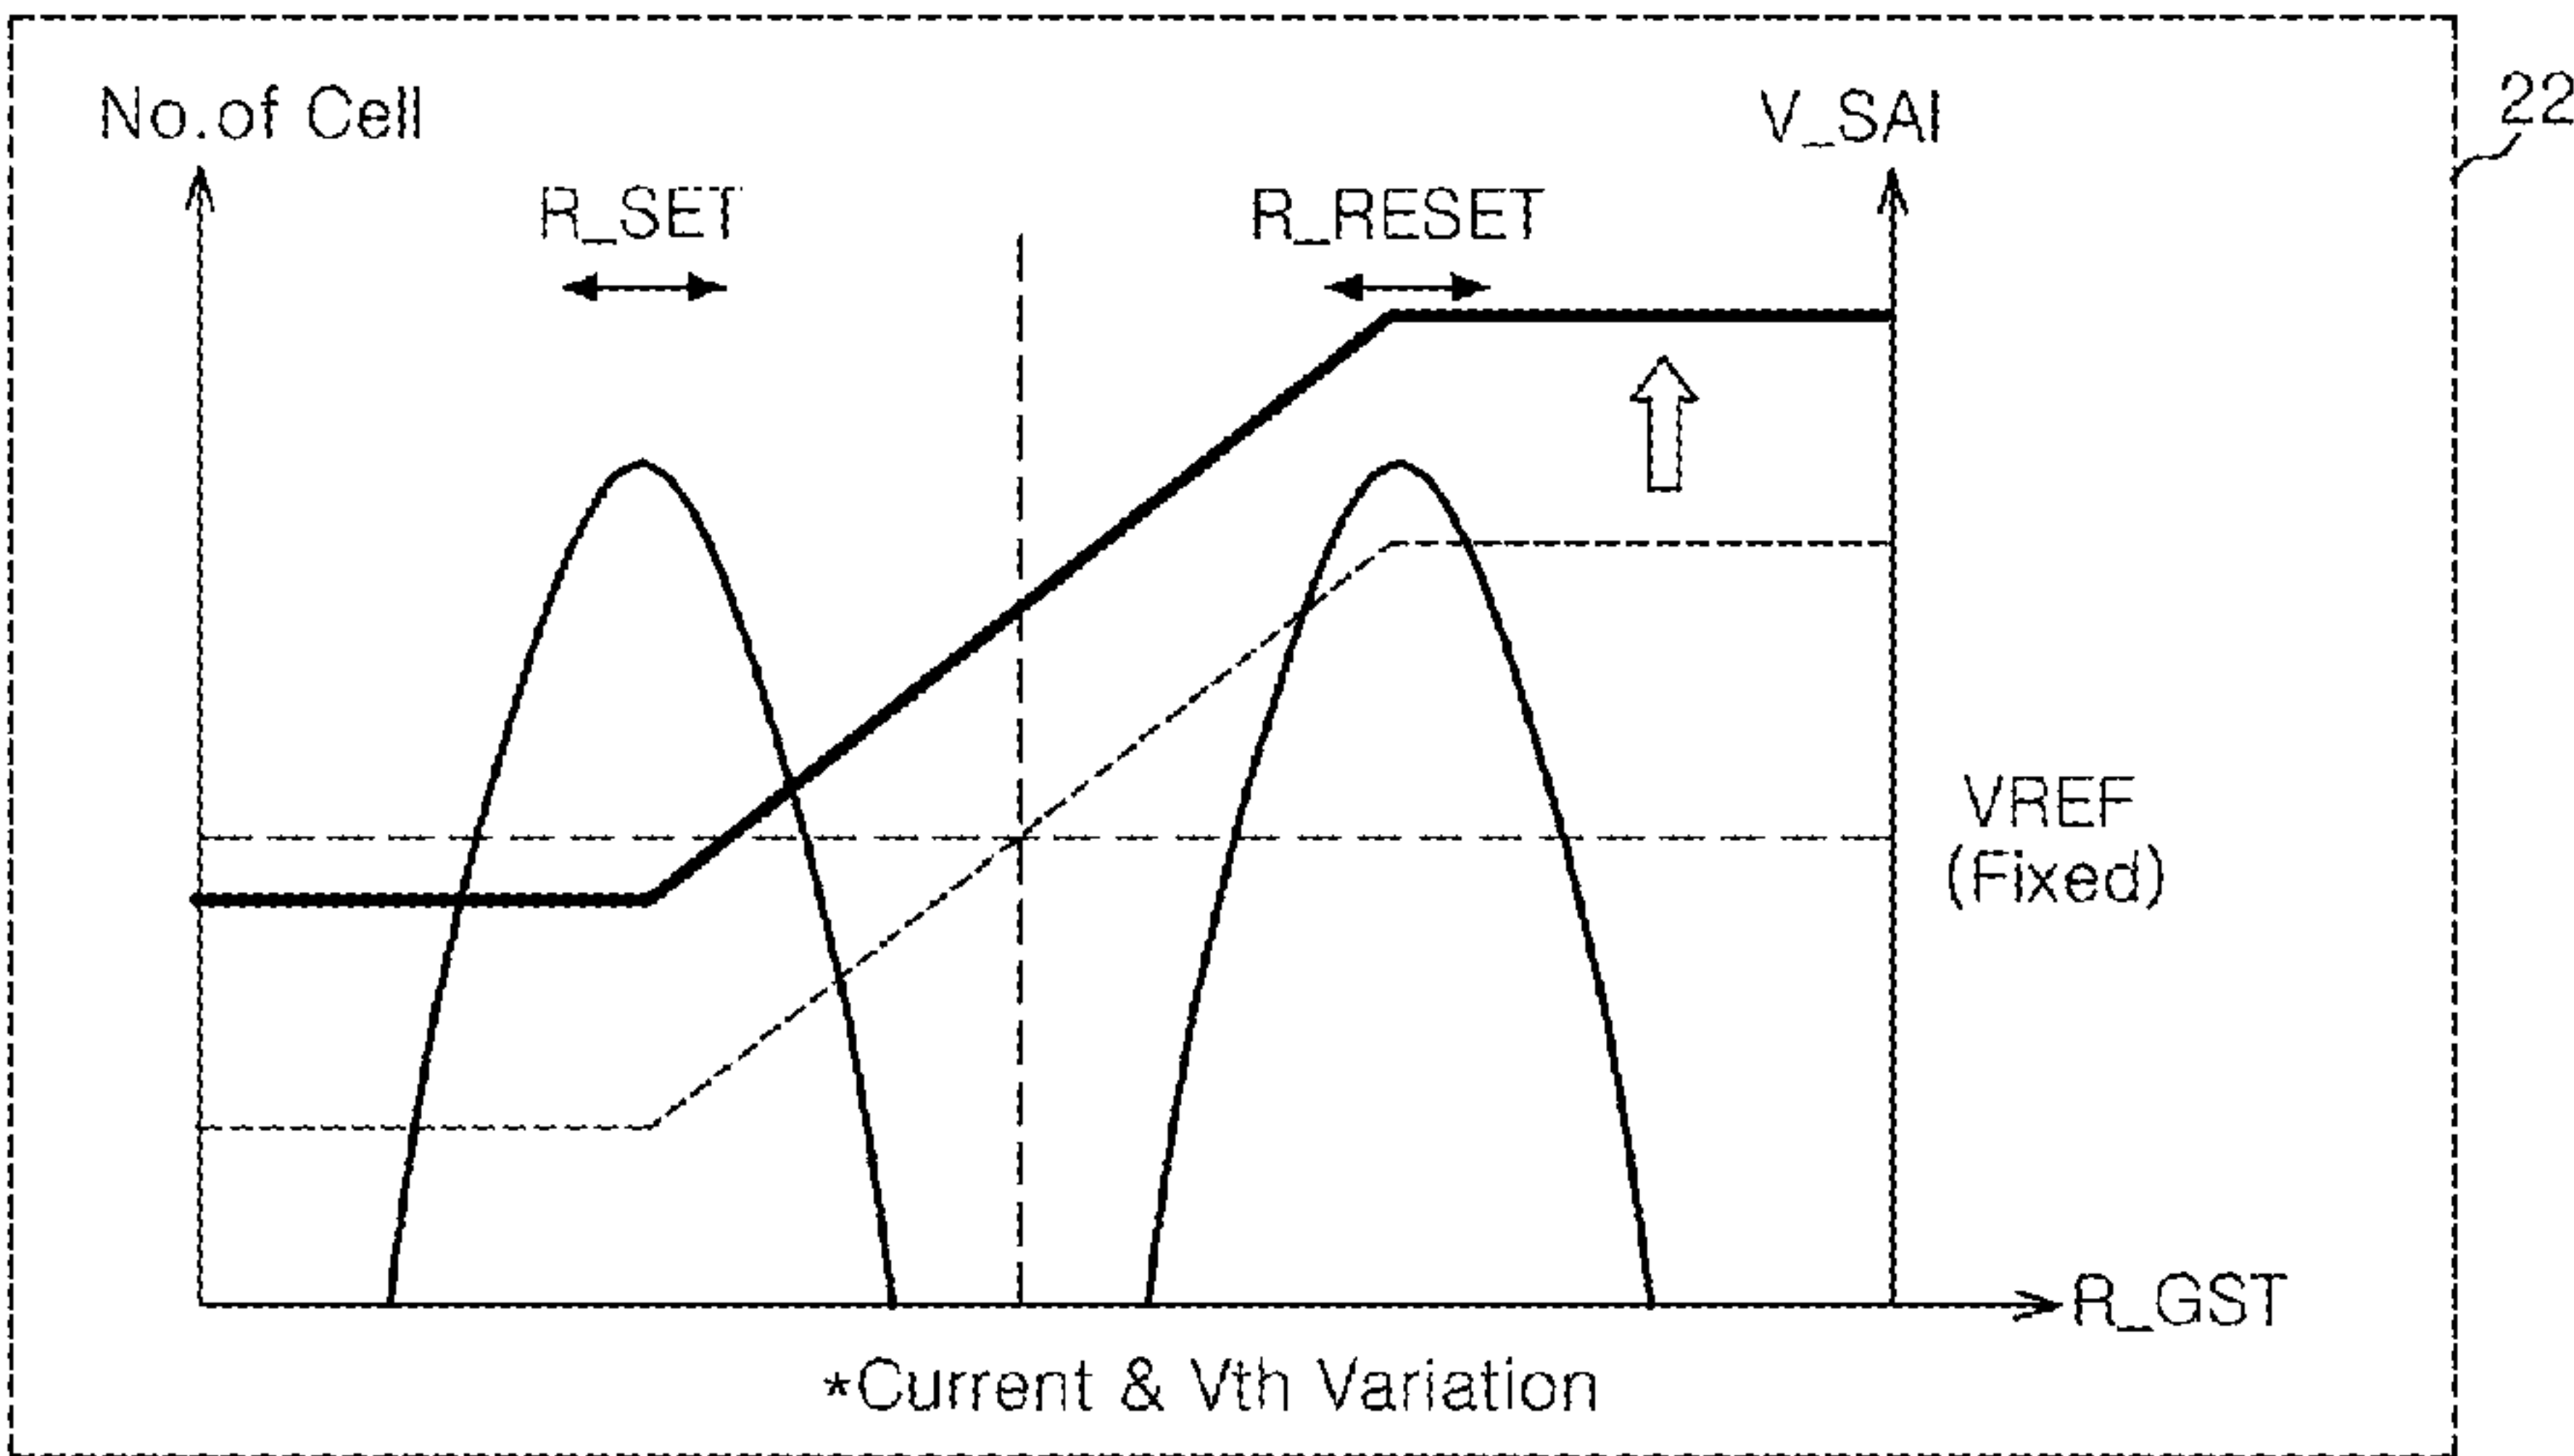 No.of Cell
V_SAI
22
R_SET
R_RESET
VREF
(Fixed)
R_GST
*Current & Vth Variation